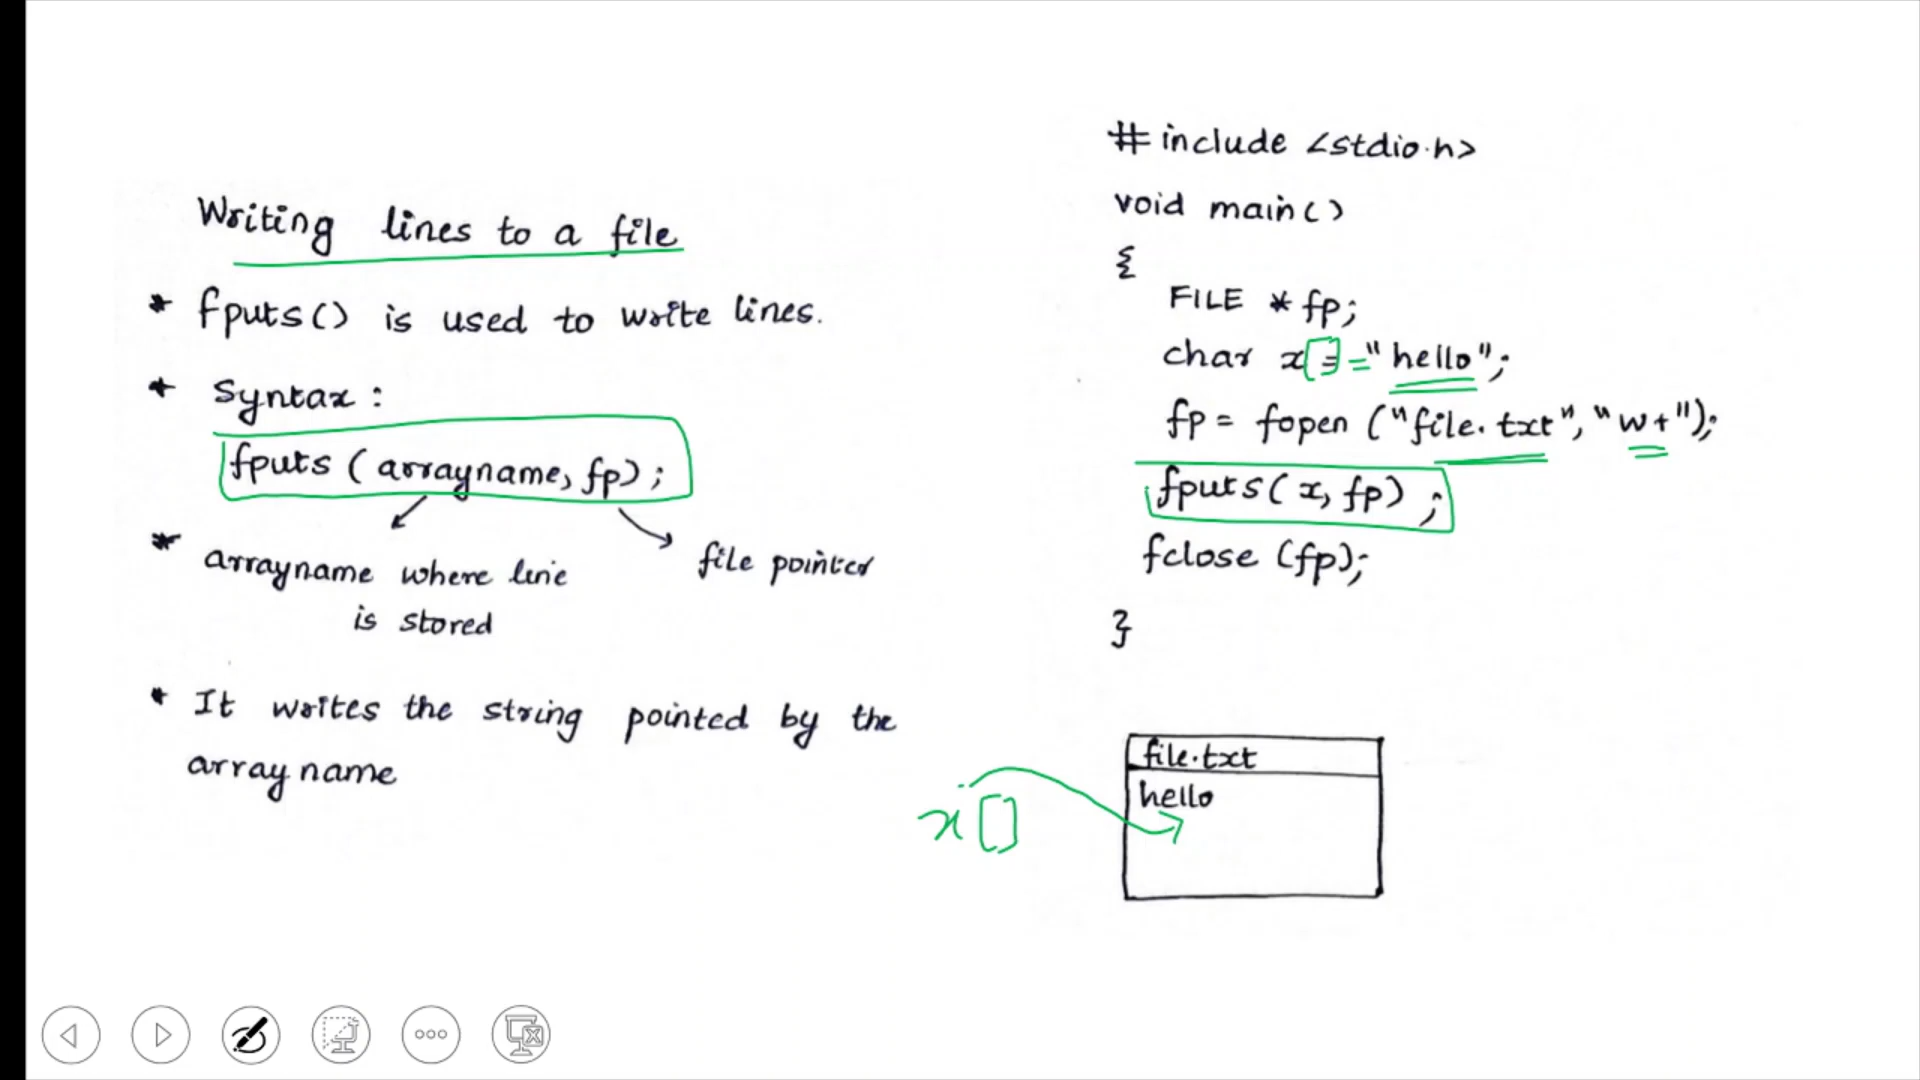 Writing lines to a file
* fputs() is used to write lines.
* Syntax :
fputs ( arrayname, fp) ;
* arrayname where line is stored
file pointer
* It writes the string pointed by the
array name
# include <stdio.h>
void main()
{
FILE * fp;
char x[] = "hello";
fp = fopen ("file.txt", "w+");
fputs( x, fp) ;
fclose (fp);
}
file.txt
hello
x[]